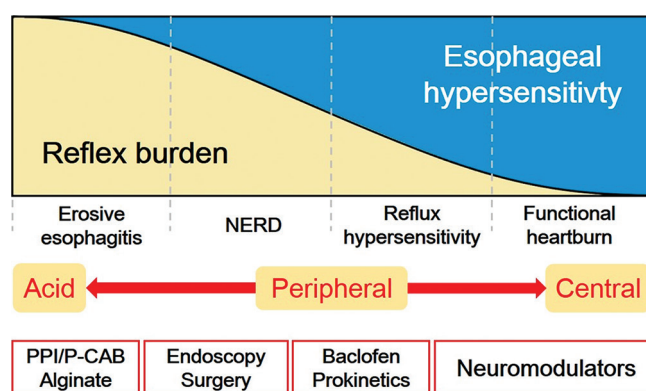 Esophageal
hypersensitivty
Reflex burden
Erosive
esophagitis
NERD
Reflux
hypersensitivity
Functional
heartburn
Acid
Peripheral
Central
PPI/P-CAB
Alginate
Endoscopy
Surgery
Baclofen
Prokinetics
Neuromodulators